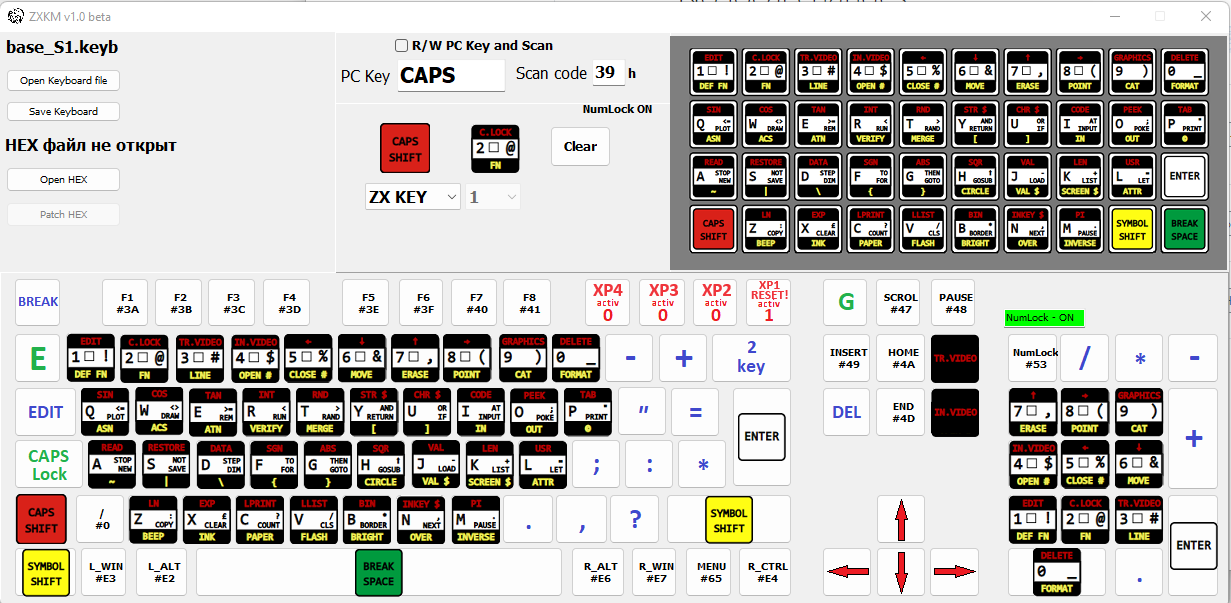 ZXKM v1.0 beta
base_S1.keyb
Open Keyboard file
Save Keyboard
HEX файл не открыт
Open HEX
Patch HEX
R/W PC Key and Scan
PC Key CAPS Scan code 39 h
NumLock ON
CAPS SHIFT
C.LOCK 2 @ FN
Clear
ZX KEY 1
EDIT 1 ! DEF FN
C.LOCK 2 @ FN
TR.VIDEO 3 # LINE
IN.VIDEO 4 $ OPEN #
5 % CLOSE #
6 & MOVE
7 , ERASE
8 ( POINT
GRAPHICS 9 ) CAT
DELETE 0 _ FORMAT
SIN Q <= PLOT ASN
COS W <> DRAW ACS
TAN E >= REM ATN
INT R < RUN VERIFY
RND T > RAND MERGE
STR $ Y AND RETURN [
CHR $ U OR IF ]
CODE I AT INPUT IN
PEEK O ; POKE OUT
TAB P " PRINT ©
READ A STOP NEW ~
RESTORE S NOT SAVE |
DATA D STEP DIM \
SGN F TO FOR {
ABS G THEN GOTO }
SQR H ↑ GOSUB CIRCLE
VAL J - LOAD VAL $
LEN K + LIST SCREEN $
USR L = LET ATTR
ENTER
CAPS SHIFT
LN Z : COPY BEEP
EXP X £ CLEAR INK
LPRINT C ? COUNT PAPER
LLIST V / CLS FLASH
BIN B * BORDER BRIGHT
INKEY $ N , NEXT OVER
PI M . PAUSE INVERSE
SYMBOL SHIFT
BREAK SPACE
BREAK
F1 #3A
F2 #3B
F3 #3C
F4 #3D
F5 #3E
F6 #3F
F7 #40
F8 #41
XP4 activ 0
XP3 activ 0
XP2 activ 0
XP1 RESET! activ 1
G
SCROL #47
PAUSE #48
NumLock - ON
E
EDIT 1 ! DEF FN
C.LOCK 2 @ FN
TR.VIDEO 3 # LINE
IN.VIDEO 4 $ OPEN #
5 % CLOSE #
6 & MOVE
7 , ERASE
8 ( POINT
GRAPHICS 9 ) CAT
DELETE 0 _ FORMAT
-
+
2 key
INSERT #49
HOME #4A
TR.VIDEO
NumLock #53
/
*
-
EDIT
SIN Q <= PLOT ASN
COS W <> DRAW ACS
TAN E >= REM ATN
INT R < RUN VERIFY
RND T > RAND MERGE
STR $ Y AND RETURN [
CHR $ U OR IF ]
CODE I AT INPUT IN
PEEK O ; POKE OUT
TAB P " PRINT ©
"
=
ENTER
DEL
END #4D
IN.VIDEO
7 , ERASE
8 ( POINT
GRAPHICS 9 ) CAT
+
CAPS Lock
READ A STOP NEW ~
RESTORE S NOT SAVE |
DATA D STEP DIM \
SGN F TO FOR {
ABS G THEN GOTO }
SQR H ↑ GOSUB CIRCLE
VAL J - LOAD VAL $
LEN K + LIST SCREEN $
USR L = LET ATTR
;
:
*
IN.VIDEO 4 $ OPEN #
5 % CLOSE #
6 & MOVE
CAPS SHIFT
/ #0
LN Z : COPY BEEP
EXP X £ CLEAR INK
LPRINT C ? COUNT PAPER
LLIST V / CLS FLASH
BIN B * BORDER BRIGHT
INKEY $ N , NEXT OVER
PI M . PAUSE INVERSE
.
,
?
SYMBOL SHIFT
EDIT 1 ! DEF FN
C.LOCK 2 @ FN
TR.VIDEO 3 # LINE
ENTER
SYMBOL SHIFT
L_WIN #E3
L_ALT #E2
BREAK SPACE
R_ALT #E6
R_WIN #E7
MENU #65
R_CTRL #E4
DELETE 0 _ FORMAT
.